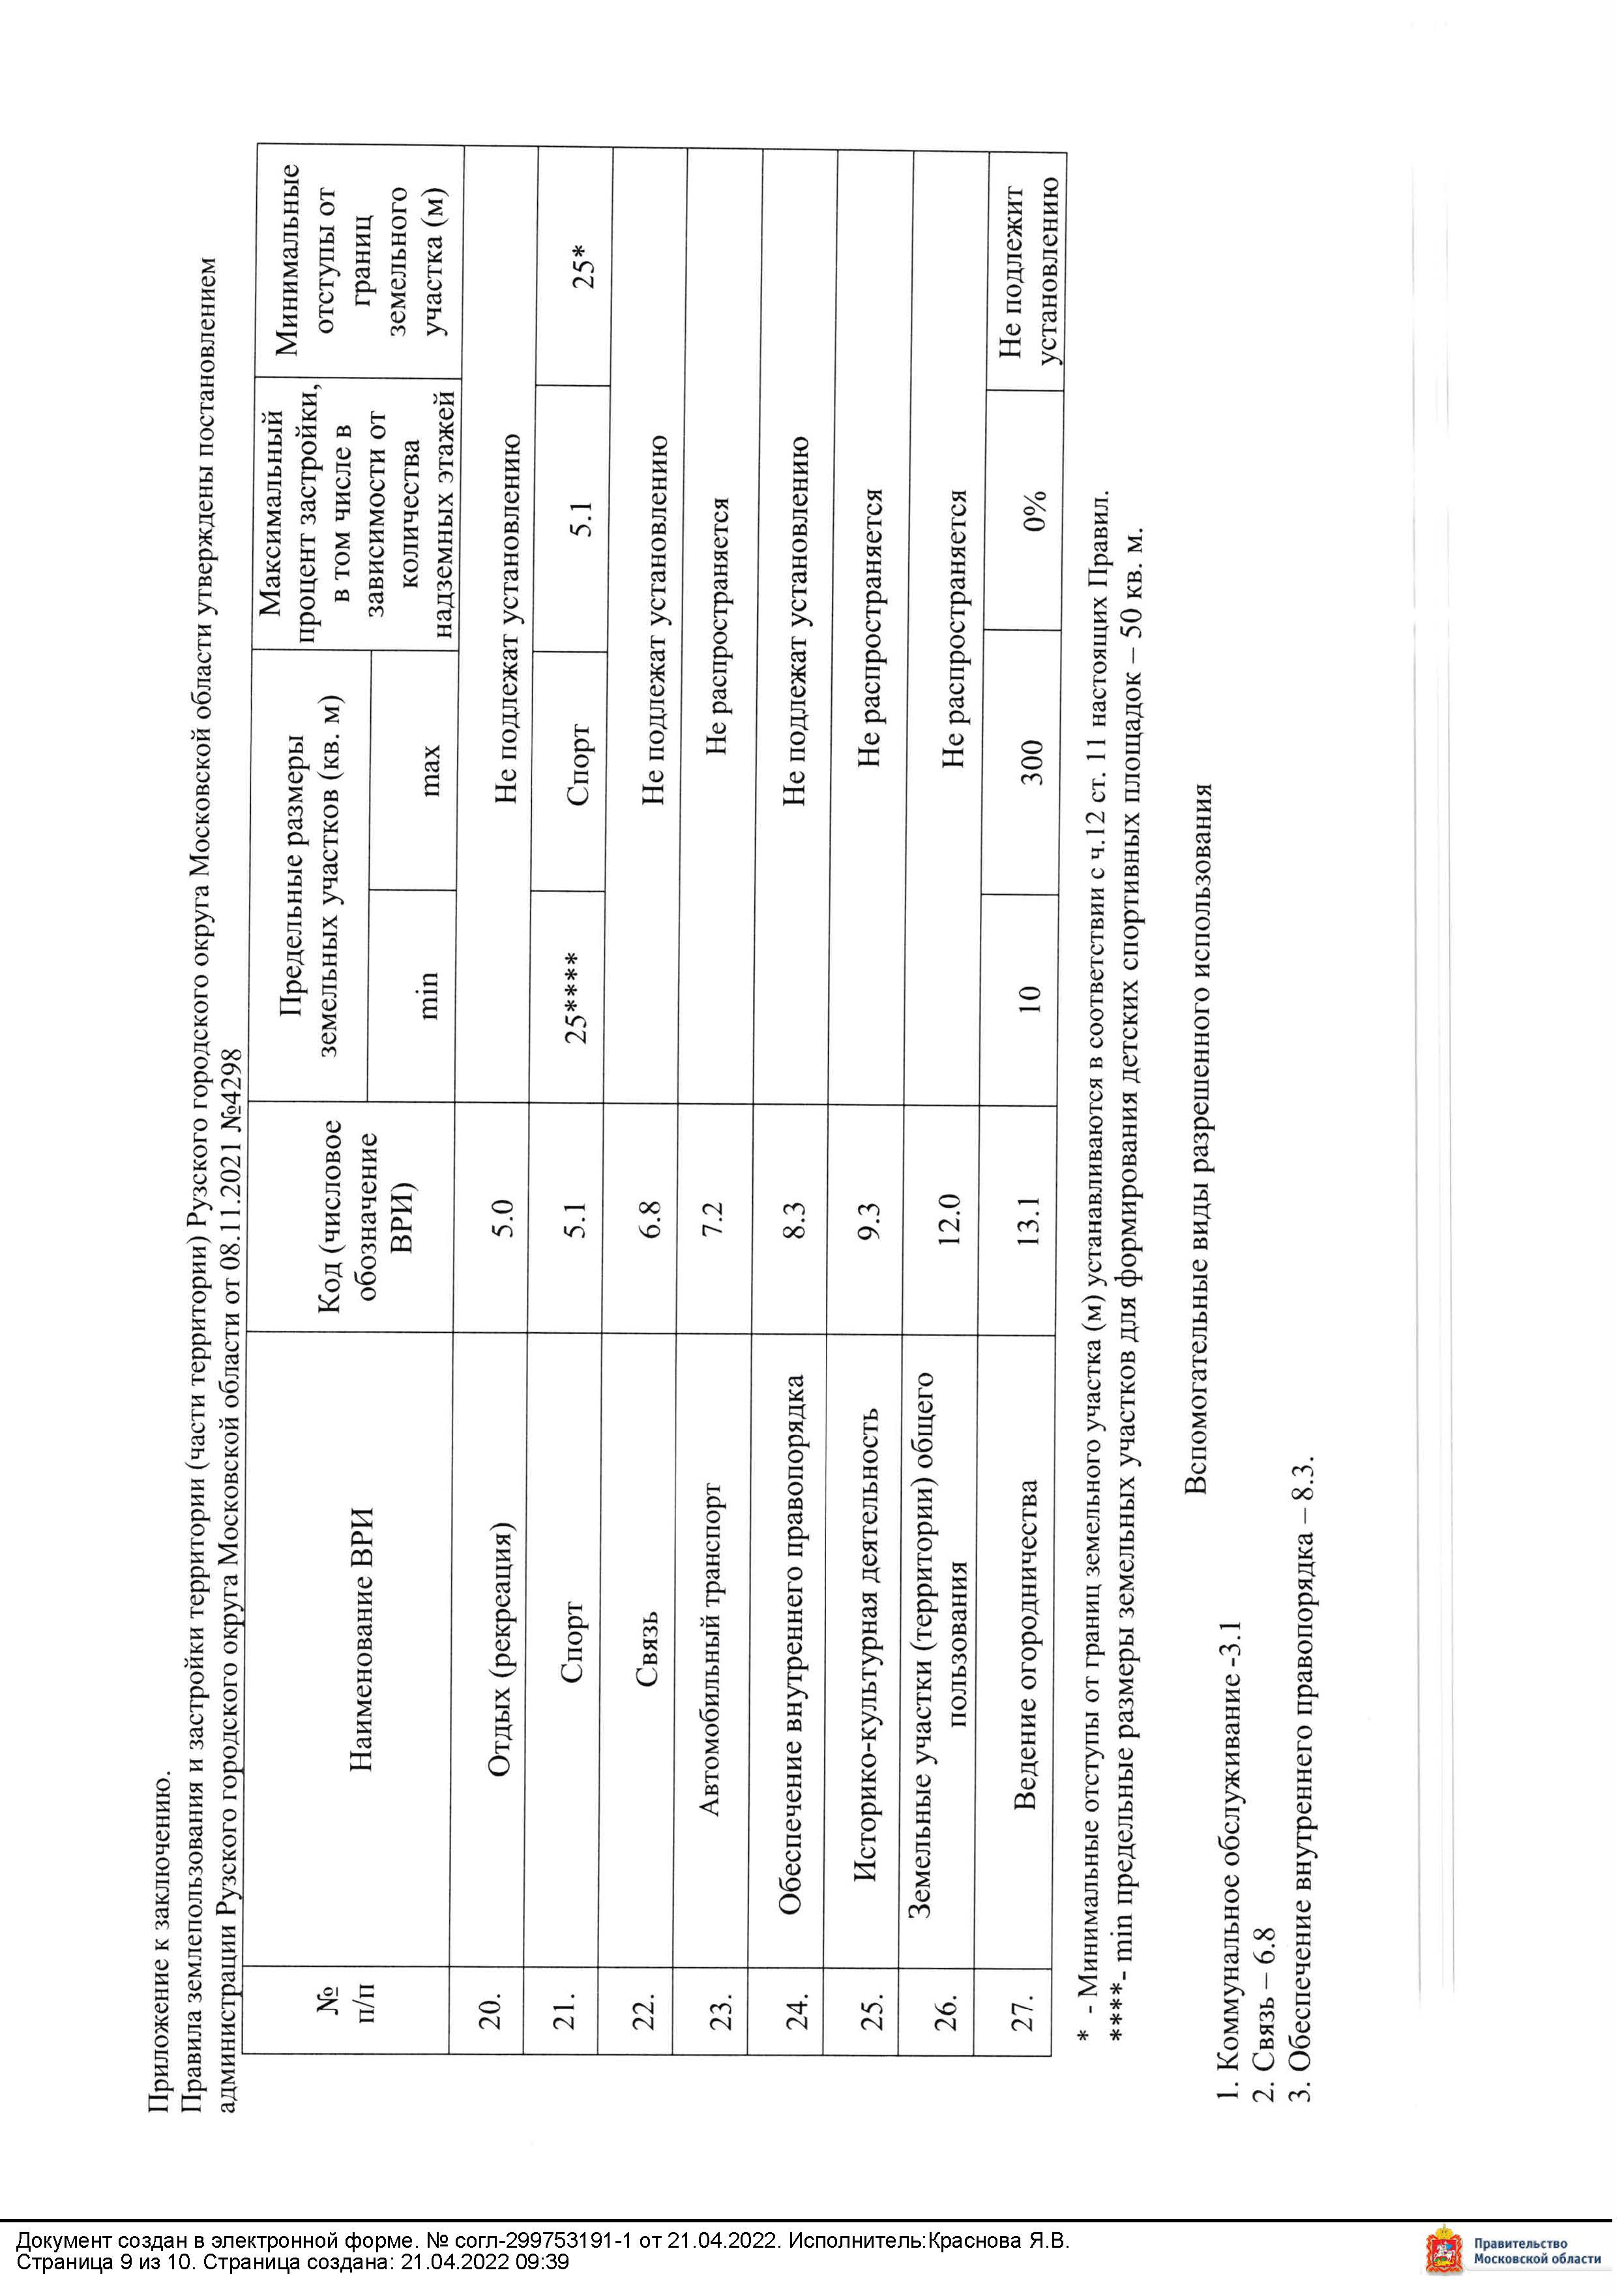 Приложение к заключению.
Правила землепользования и застройки территории (части территории) Рузского городского округа Московской области утверждены постановлением
администрации Рузского городского округа Московской области от 08.11.2021 №4298
№
п/п
Наименование ВРИ
Код (числовое
обозначение
ВРИ)
Предельные размеры
земельных участков (кв. м)
min
max
Максимальный
процент застройки,
в том числе в
зависимости от
количества
надземных этажей
Минимальные
отступы от
границ
земельного
участка (м)
20. Отдых (рекреация) 5.0 Не подлежат установлению
21. Спорт 5.1 25**** Спорт 5.1 25*
22. Связь 6.8 Не подлежат установлению
23. Автомобильный транспорт 7.2 Не распространяется
24. Обеспечение внутреннего правопорядка 8.3 Не подлежат установлению
25. Историко-культурная деятельность 9.3 Не распространяется
26. Земельные участки (территории) общего
пользования 12.0 Не распространяется
27. Ведение огородничества 13.1 10 300 0% Не подлежит
установлению
* - Минимальные отступы от границ земельного участка (м) устанавливаются в соответствии с ч.12 ст. 11 настоящих Правил.
****- min предельные размеры земельных участков для формирования детских спортивных площадок – 50 кв. м.
Вспомогательные виды разрешенного использования
1. Коммунальное обслуживание -3.1
2. Связь – 6.8
3. Обеспечение внутреннего правопорядка – 8.3.
Документ создан в электронной форме. № согл-299753191-1 от 21.04.2022. Исполнитель:Краснова Я.В.
Страница 9 из 10. Страница создана: 21.04.2022 09:39
Правительство
Московской области